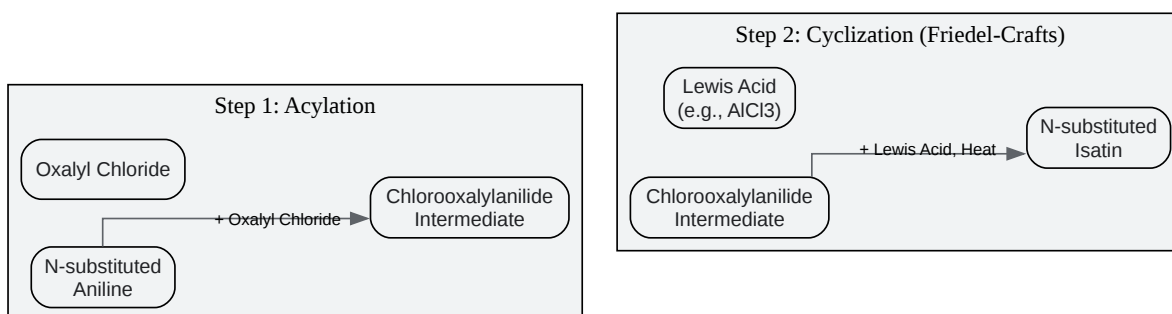 Step 1: Acylation
Oxalyl Chloride
+ Oxalyl Chloride
Chlorooxalylanilide
Intermediate
N-substituted
Aniline
Step 2: Cyclization (Friedel-Crafts)
Lewis Acid
(e.g., AlCl3)
+ Lewis Acid, Heat
N-substituted
Isatin
Chlorooxalylanilide
Intermediate